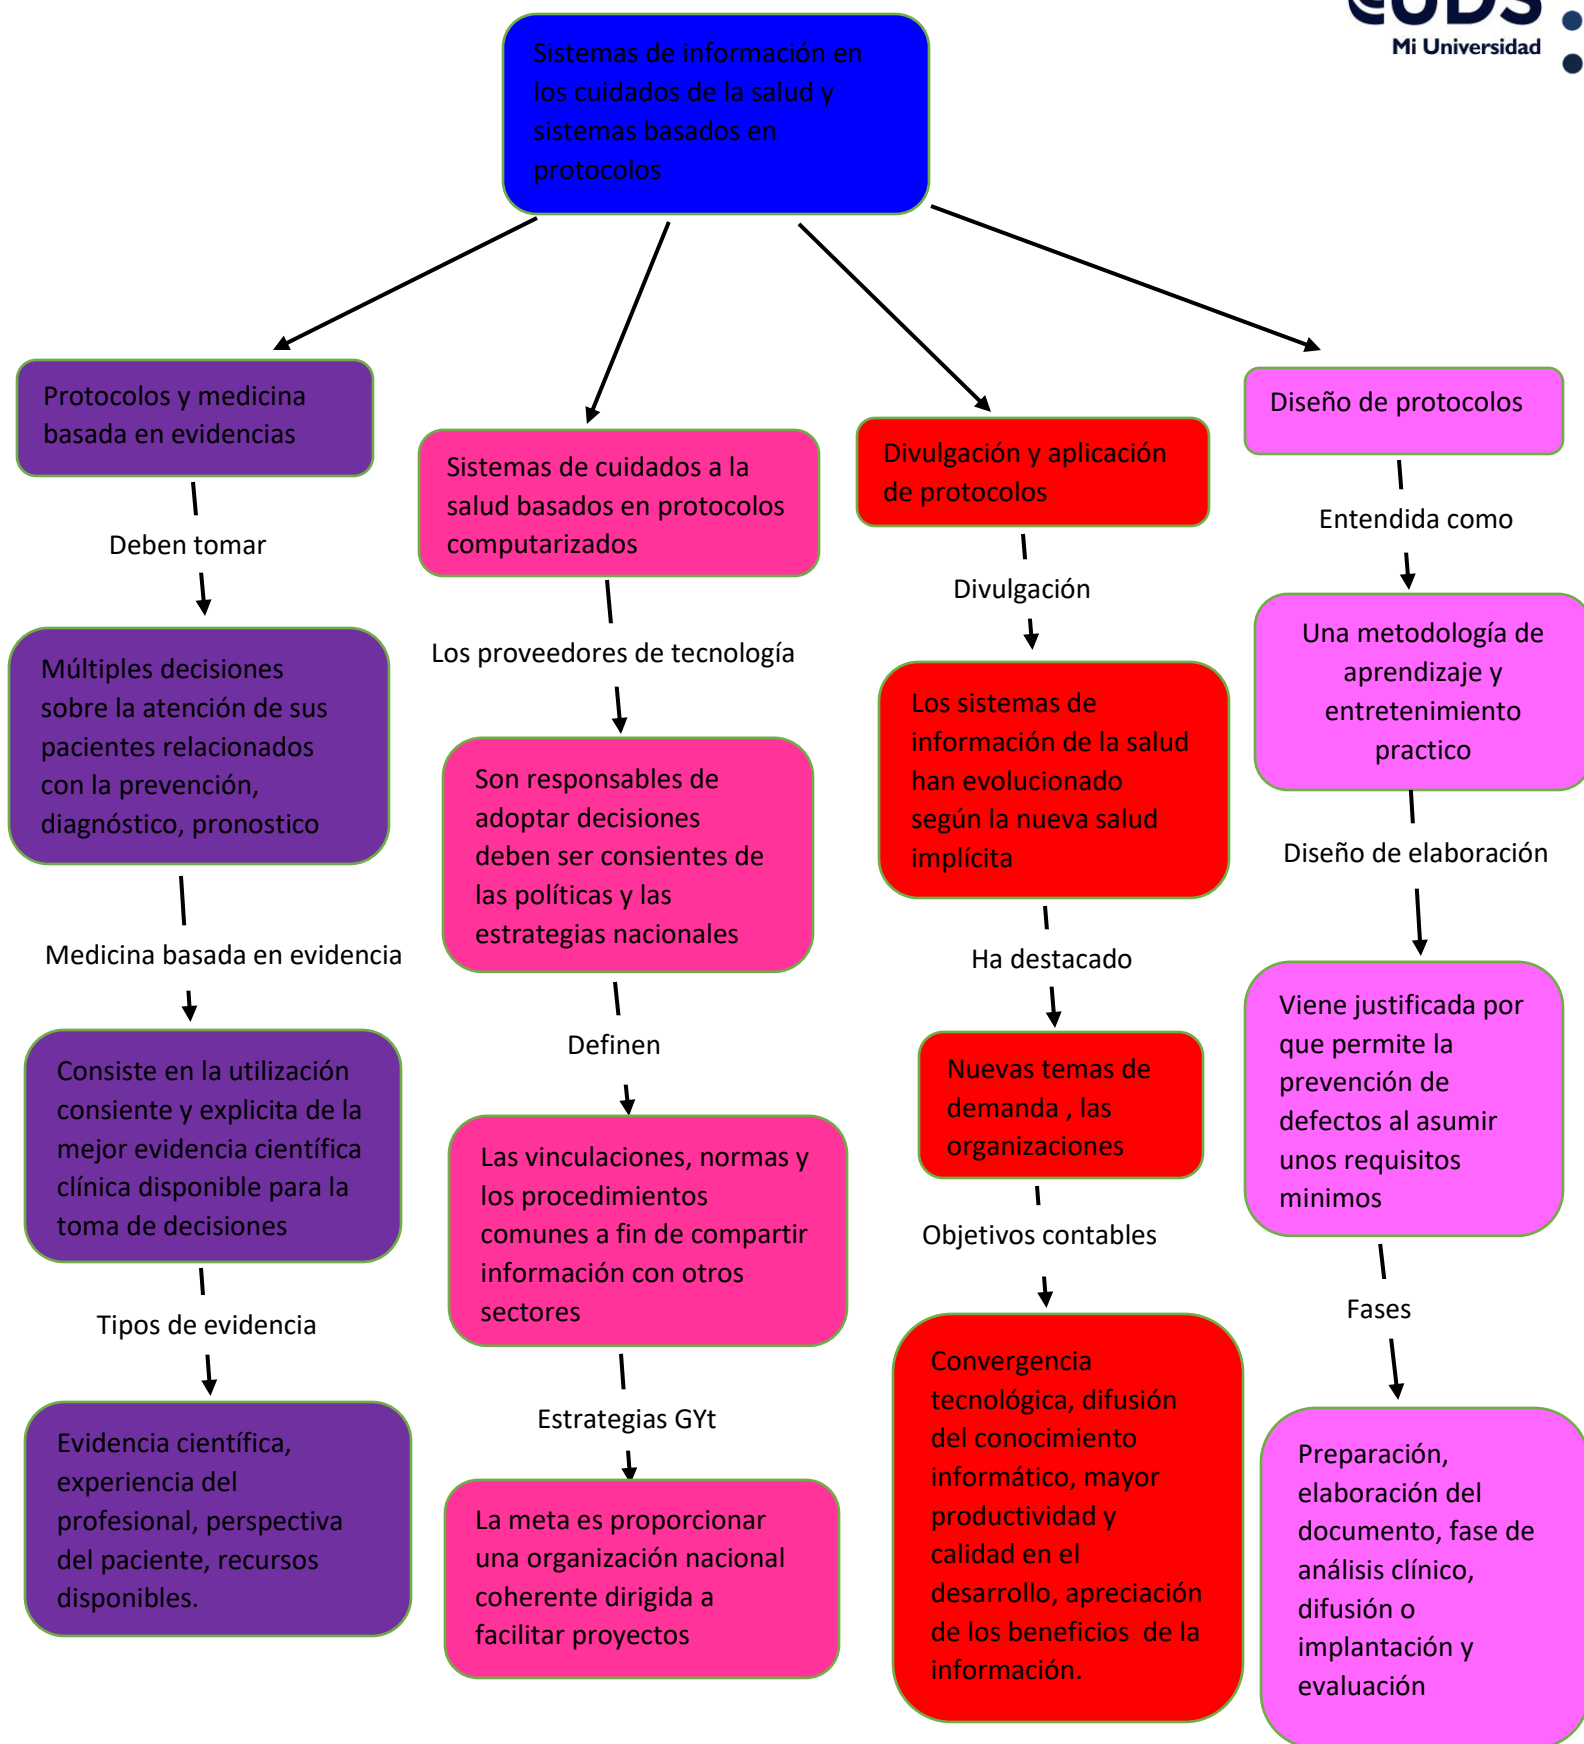 UDS
Mi Universidad
Sistemas de información en
los cuidados de la salud y
sistemas basados en
protocolos
Protocolos y medicina
basada en evidencias
Deben tomar
Múltiples decisiones
sobre la atención de sus
pacientes relacionados
con la prevención,
diagnóstico, pronostico
Medicina basada en evidencia
Consiste en la utilización
consiente y explicita de la
mejor evidencia científica
clínica disponible para la
toma de decisiones
Tipos de evidencia
Evidencia científica,
experiencia del
profesional, perspectiva
del paciente, recursos
disponibles.
Sistemas de cuidados a la
salud basados en protocolos
computarizados
Los proveedores de tecnología
Son responsables de
adoptar decisiones
deben ser consientes de
las políticas y las
estrategias nacionales
Definen
Las vinculaciones, normas y
los procedimientos
comunes a fin de compartir
información con otros
sectores
Estrategias GYt
La meta es proporcionar
una organización nacional
coherente dirigida a
facilitar proyectos
Divulgación y aplicación
de protocolos
Divulgación
Los sistemas de
información de la salud
han evolucionado
según la nueva salud
implícita
Ha destacado
Nuevas temas de
demanda , las
organizaciones
Objetivos contables
Convergencia
tecnológica, difusión
del conocimiento
informático, mayor
productividad y
calidad en el
desarrollo, apreciación
de los beneficios  de la
información.
Diseño de protocolos
Entendida como
Una metodología de
aprendizaje y
entretenimiento
practico
Diseño de elaboración
Viene justificada por
que permite la
prevención de
defectos al asumir
unos requisitos
minimos
Fases
Preparación,
elaboración del
documento, fase de
análisis clínico,
difusión o
implantación y
evaluación